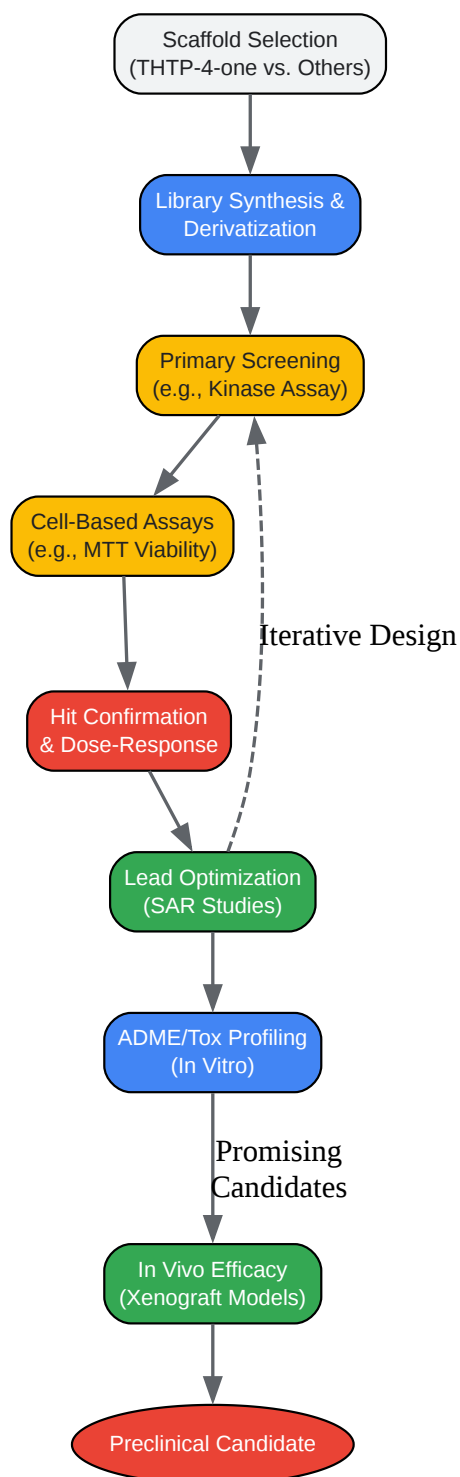 Scaffold Selection
(THTP-4-one vs. Others)
Library Synthesis &
Derivatization
Primary Screening
(e.g., Kinase Assay)
Cell-Based Assays
(e.g., MTT Viability)
Iterative Design
Hit Confirmation
& Dose-Response
Lead Optimization
(SAR Studies)
ADME/Tox Profiling
(In Vitro)
Promising
Candidates
In Vivo Efficacy
(Xenograft Models)
Preclinical Candidate